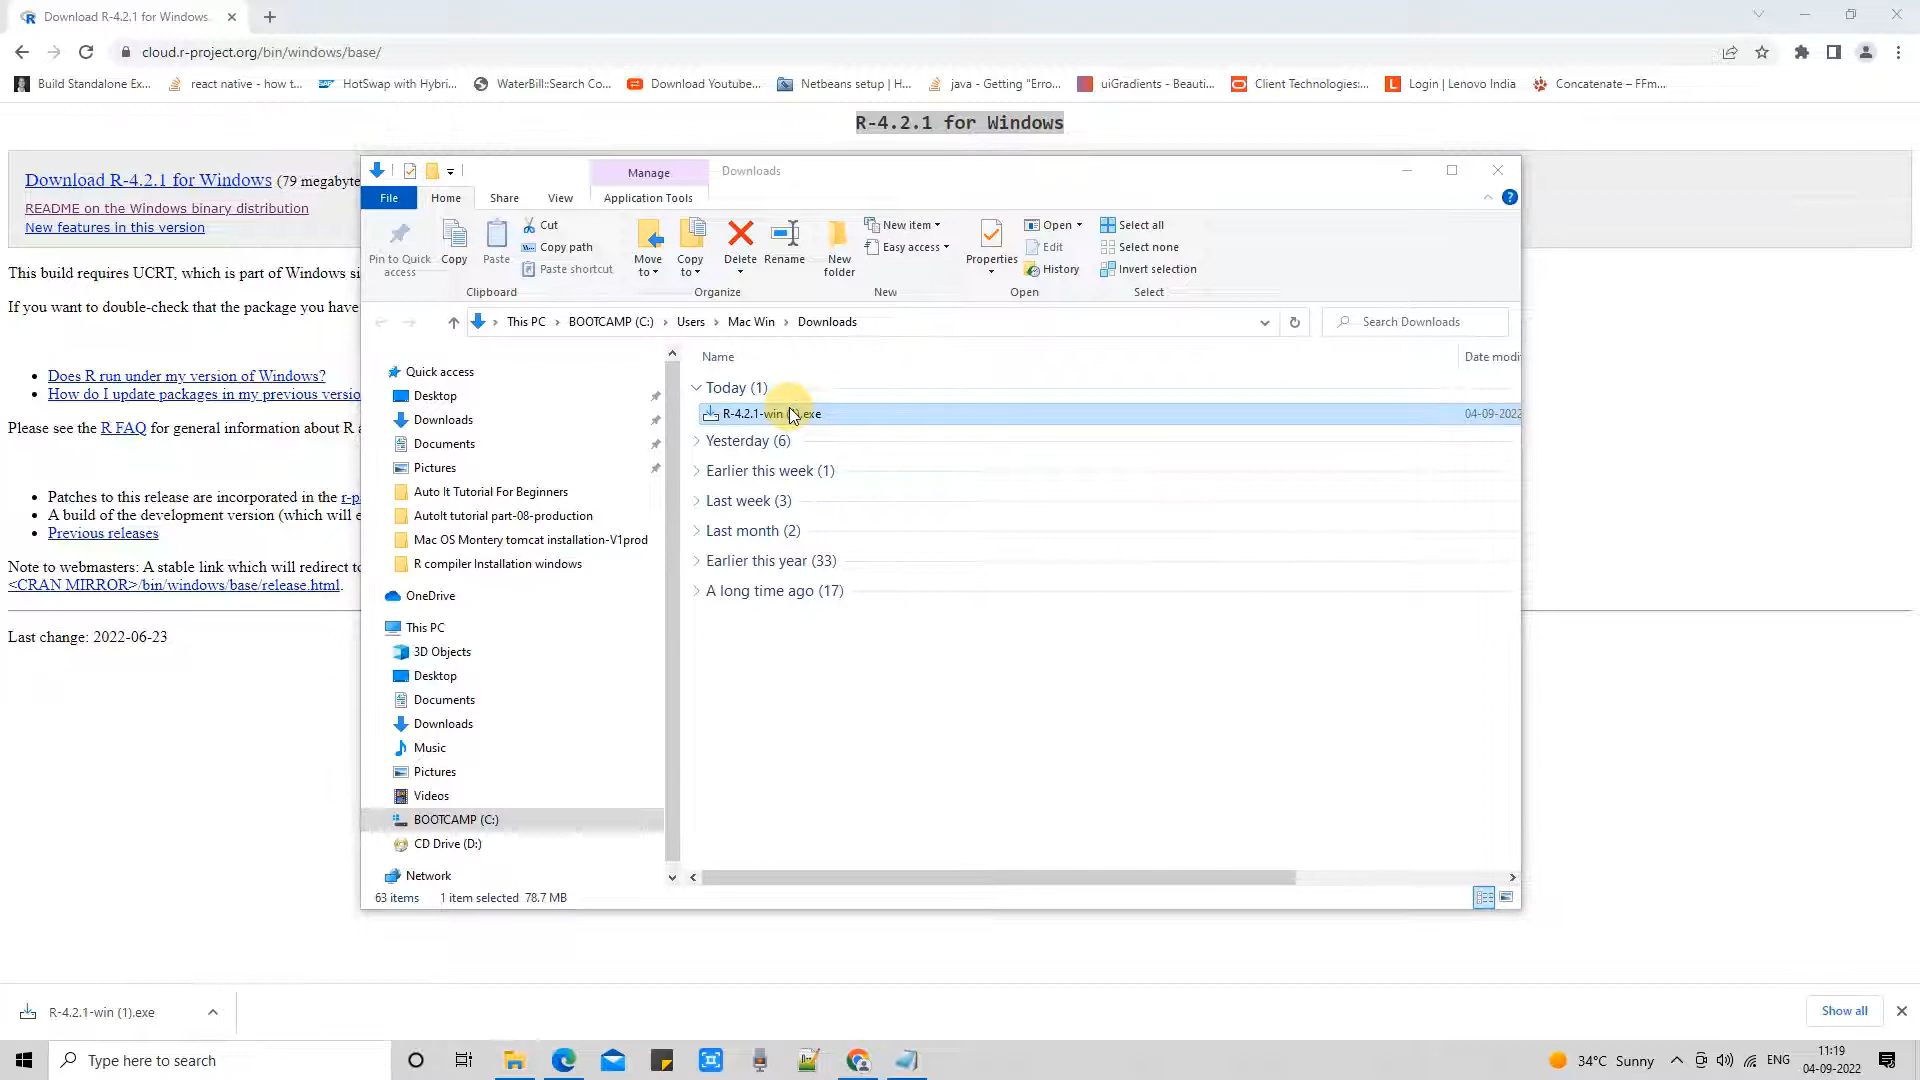 Download R-4.2.1 for Windows.
cloud.r-project.org/bin/windows/base/
Build Standalone Ex... react native - how t... HotSwap with Hybri... WaterBill::Search Co... Download Youtube... Netbeans setup | H... java - Getting "Erro... uiGradients - Beauti... Client Technologies:... Login | Lenovo India Concatenate – FFm...
R-4.2.1 for Windows
Download R-4.2.1 for Windows (79 megabyte
README on the Windows binary distribution
New features in this version
This build requires UCRT, which is part of Windows si
If you want to double-check that the package you have
Does R run under my version of Windows?
How do I update packages in my previous versio
Please see the R FAQ for general information about R a
Patches to this release are incorporated in the r-p
A build of the development version (which will e
Previous releases
Note to webmasters: A stable link which will redirect to
<CRAN MIRROR>/bin/windows/base/release.html.
Last change: 2022-06-23
Manage Downloads
File Home Share View Application Tools
Pin to Quick access
Copy
Paste
Cut
Copy path
Paste shortcut
Clipboard
Move to
Copy to
Delete
Rename
Organize
New folder
New item
Easy access
New
Properties
Open
Edit
History
Open
Select all
Select none
Invert selection
Select
This PC BOOTCAMP (C:) Users Mac Win Downloads
Search Downloads
Quick access
Desktop
Downloads
Documents
Pictures
Auto It Tutorial For Beginners
AutoIt tutorial part-08-production
Mac OS Montery tomcat installation-V1prod
R compiler Installation windows
OneDrive
This PC
3D Objects
Desktop
Documents
Downloads
Music
Pictures
Videos
BOOTCAMP (C:)
CD Drive (D:)
Network
Name Date modi
Today (1)
R-4.2.1-win .exe 04-09-2022
Yesterday (6)
Earlier this week (1)
Last week (3)
Last month (2)
Earlier this year (33)
A long time ago (17)
63 items 1 item selected 78.7 MB
R-4.2.1-win (1).exe
Show all
Type here to search
34°C Sunny
ENG
11:19
04-09-2022